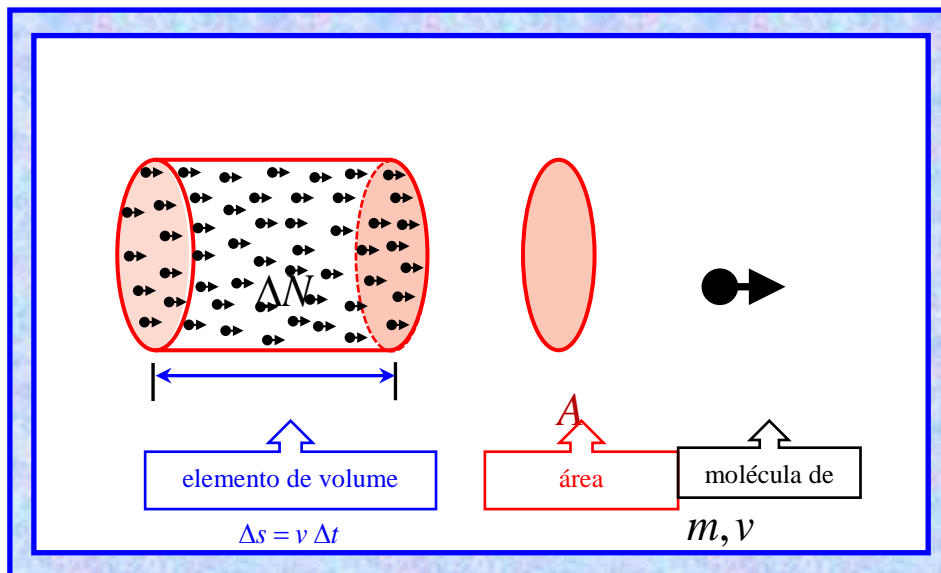 ΔN
A
elemento de volume
área
molécula de
Δs = v Δt
m, v